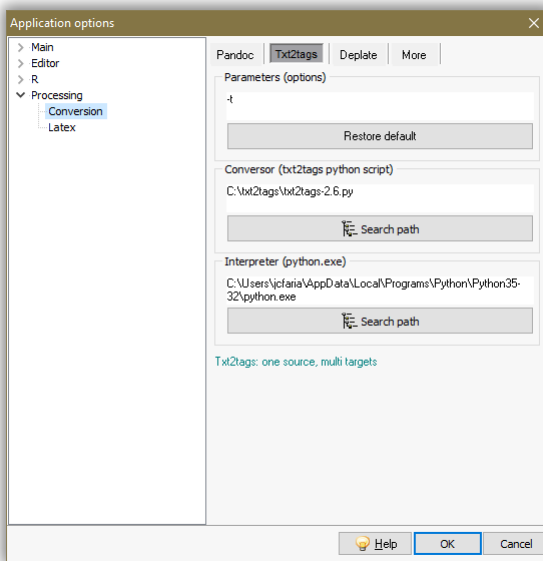 Application options
Main
Editor
R
Processing
Conversion
Latex
Pandoc Txt2tags Deplate More
Parameters (options)
-t
Restore default
Conversor (txt2tags python script)
C:\txt2tags\txt2tags-2.6.py
Search path
Interpreter (python.exe)
C:\Users\jcfaria\AppData\Local\Programs\Python\Python35-
32\python.exe
Search path
Txt2tags: one source, multi targets
Help OK Cancel